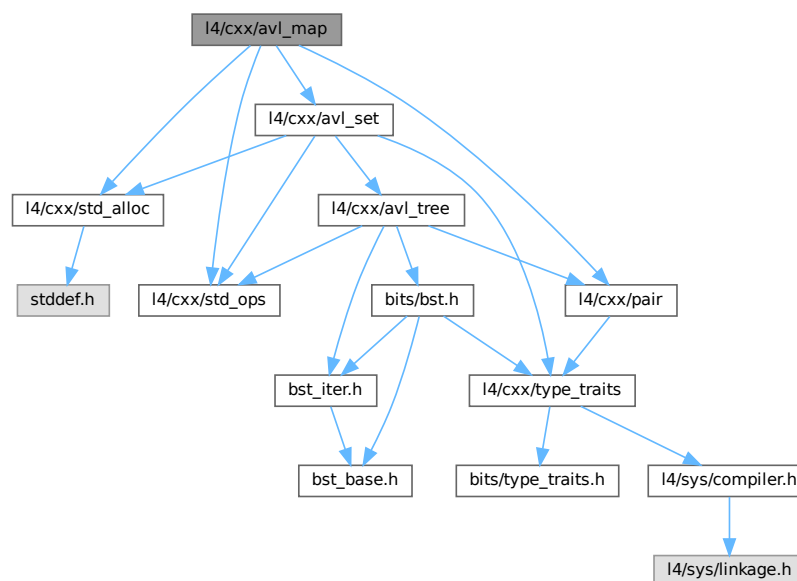 l4/cxx/avl_map
l4/cxx/avl_set
l4/cxx/std_alloc
l4/cxx/avl_tree
stddef.h
l4/cxx/std_ops
bits/bst.h
l4/cxx/pair
bst_iter.h
l4/cxx/type_traits
bst_base.h
bits/type_traits.h
l4/sys/compiler.h
l4/sys/linkage.h